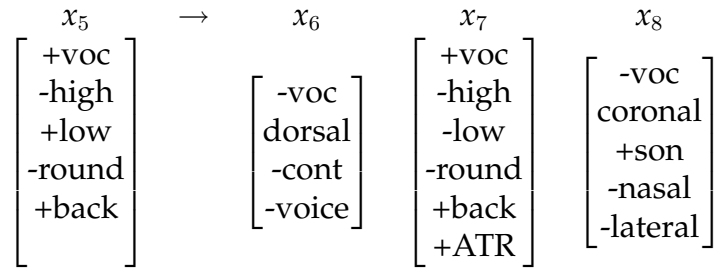 x₅ → x₆ x₇ x₈
+voc
-high
+low
-round
+back
-voc
dorsal
-cont
-voice
+voc
-high
-low
-round
+back
+ATR
-voc
coronal
+son
-nasal
-lateral